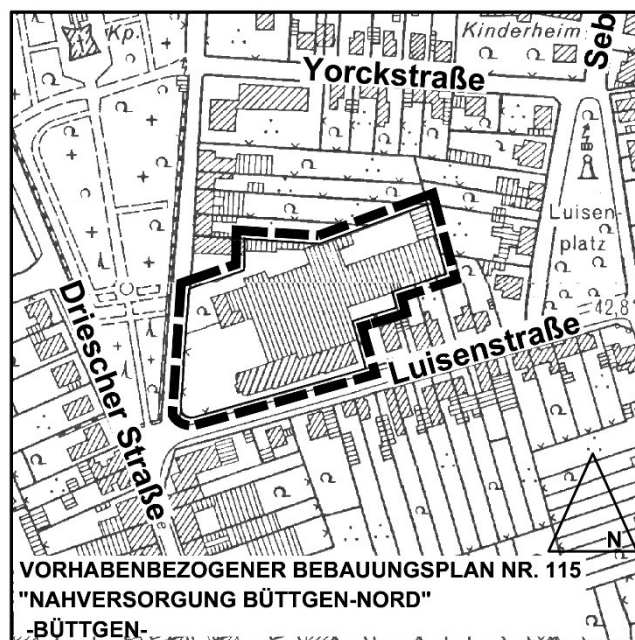 Kp.
Kinderheim
Seb
Yorckstraße
Luisen-
platz
42,8
Luisenstraße
Driescher Straße
N
VORHABENBEZOGENER BEBAUUNGSPLAN NR. 115
"NAHVERSORGUNG BÜTTGEN-NORD"
-BÜTTGEN-